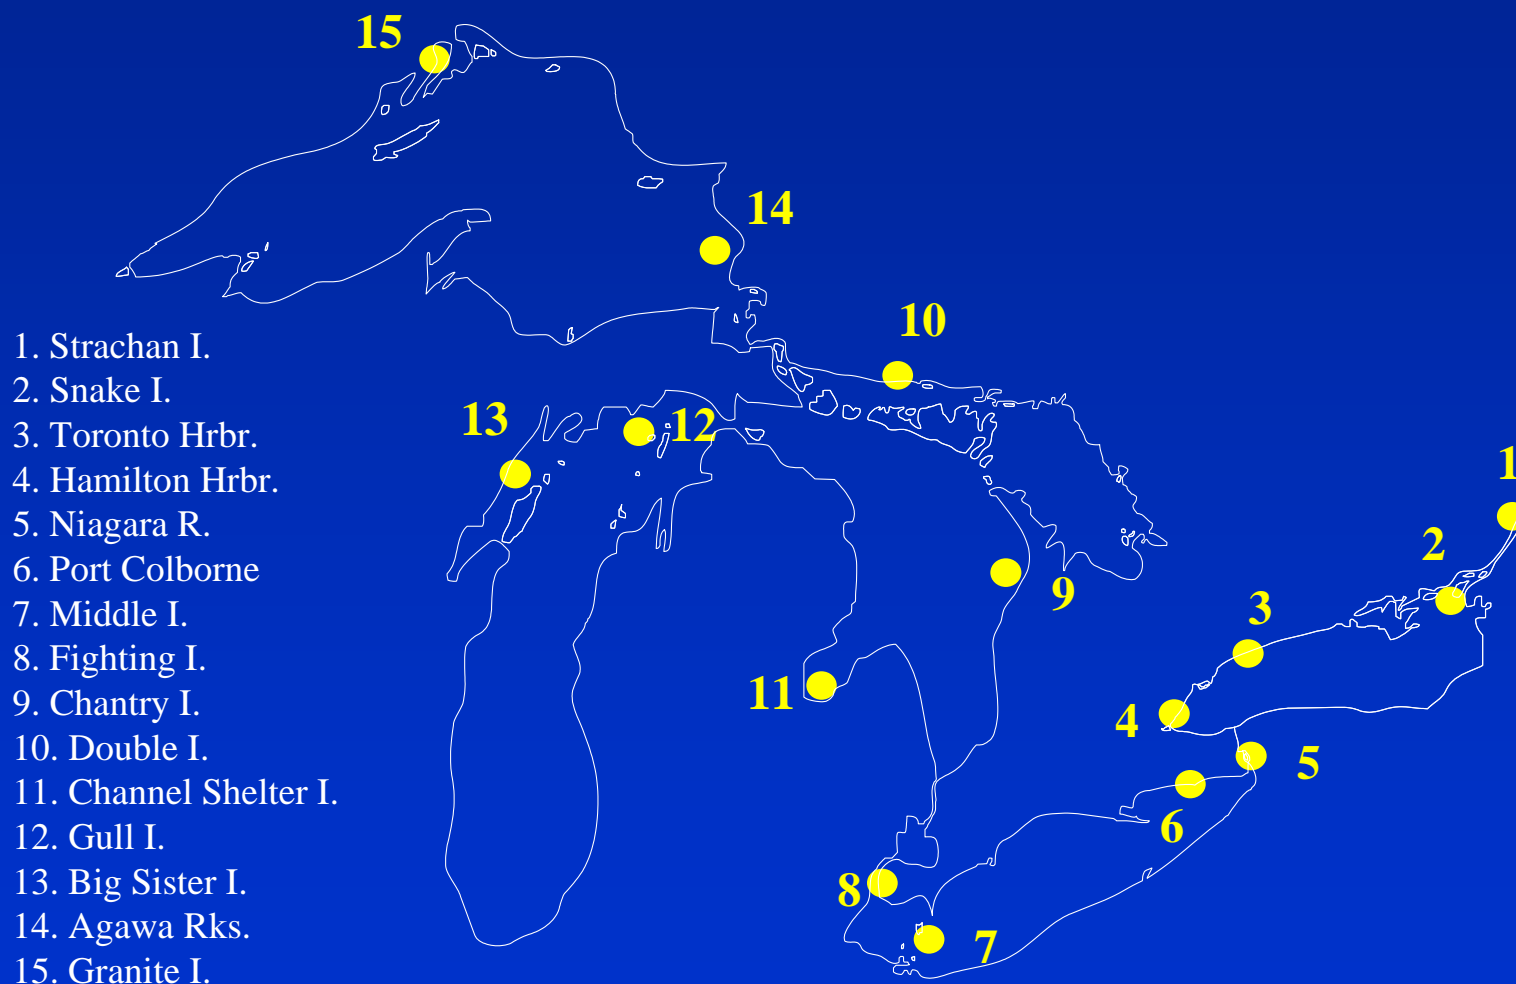 15
14
10
13
12
1
2
9
3
11
4
5
6
8
7
1. Strachan I.
2. Snake I.
3. Toronto Hrbr.
4. Hamilton Hrbr.
5. Niagara R.
6. Port Colborne
7. Middle I.
8. Fighting I.
9. Chantry I.
10. Double I.
11. Channel Shelter I.
12. Gull I.
13. Big Sister I.
14. Agawa Rks.
15. Granite I.